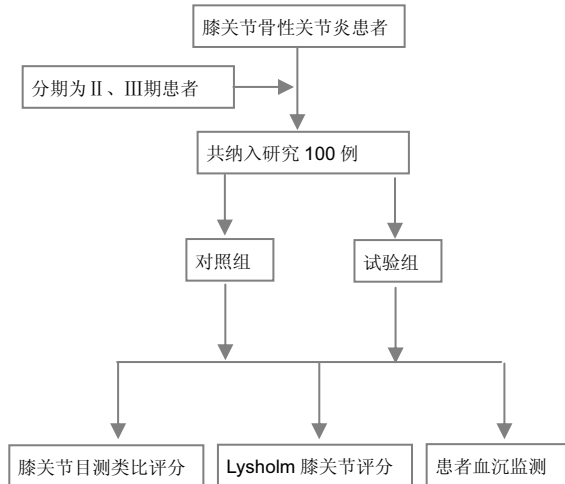 膝关节骨性关节炎患者
分期为Ⅱ、Ⅲ期患者
共纳入研究 100 例
对照组
试验组
膝关节目测类比评分
Lysholm 膝关节评分
患者血沉监测